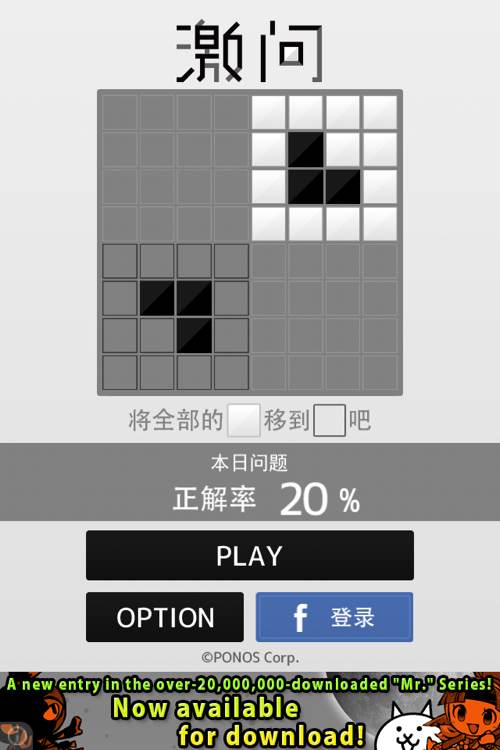 激问
将全部的 移到 吧
本日问题
正解率 20 %
PLAY
OPTION
f 登录
©PONOS Corp.
A new entry in the over-20,000,000-downloaded "Mr." Series!
Now available
for download!